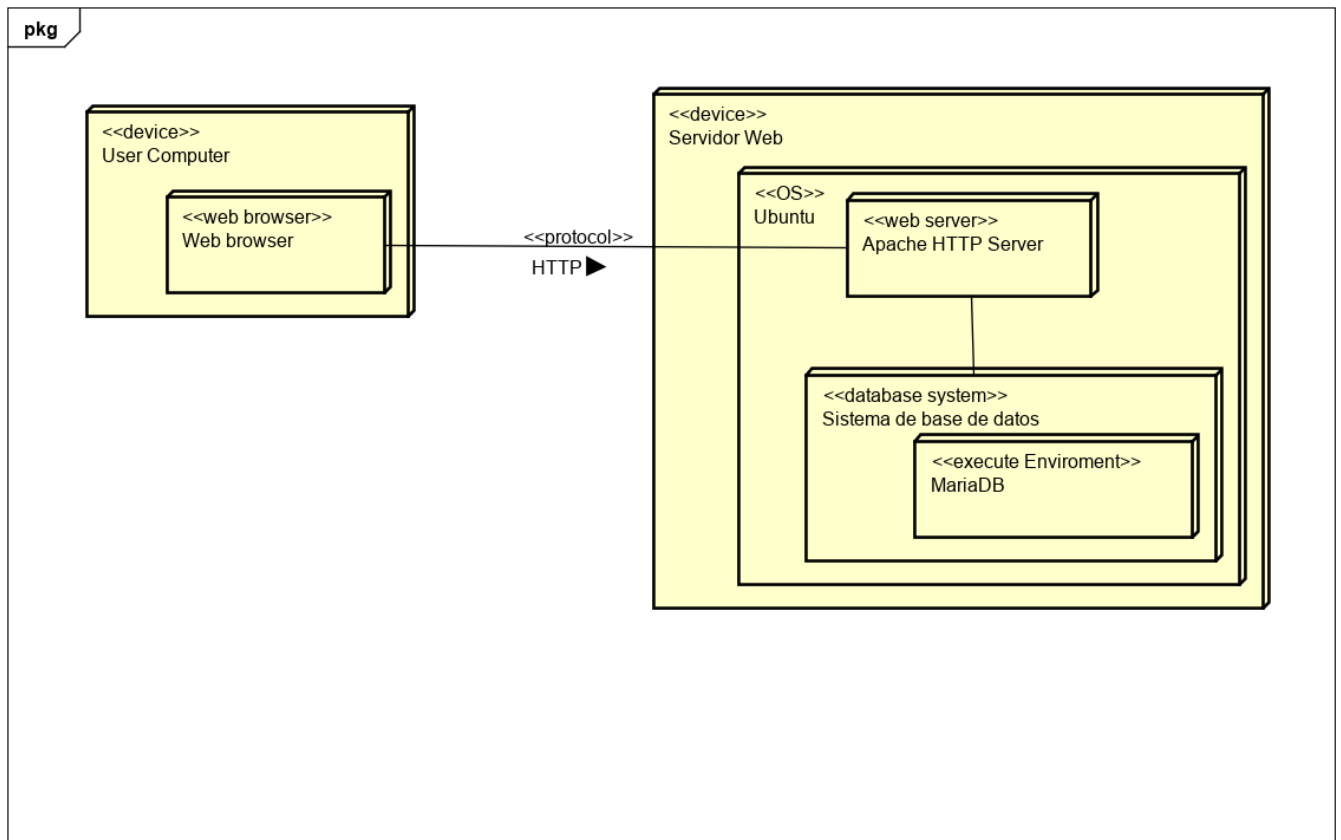 pkg
<<device>>
User Computer
<<web browser>>
Web browser
<<protocol>>
HTTP
<<device>>
Servidor Web
<<OS>>
Ubuntu
<<web server>>
Apache HTTP Server
<<database system>>
Sistema de base de datos
<<execute Enviroment>>
MariaDB